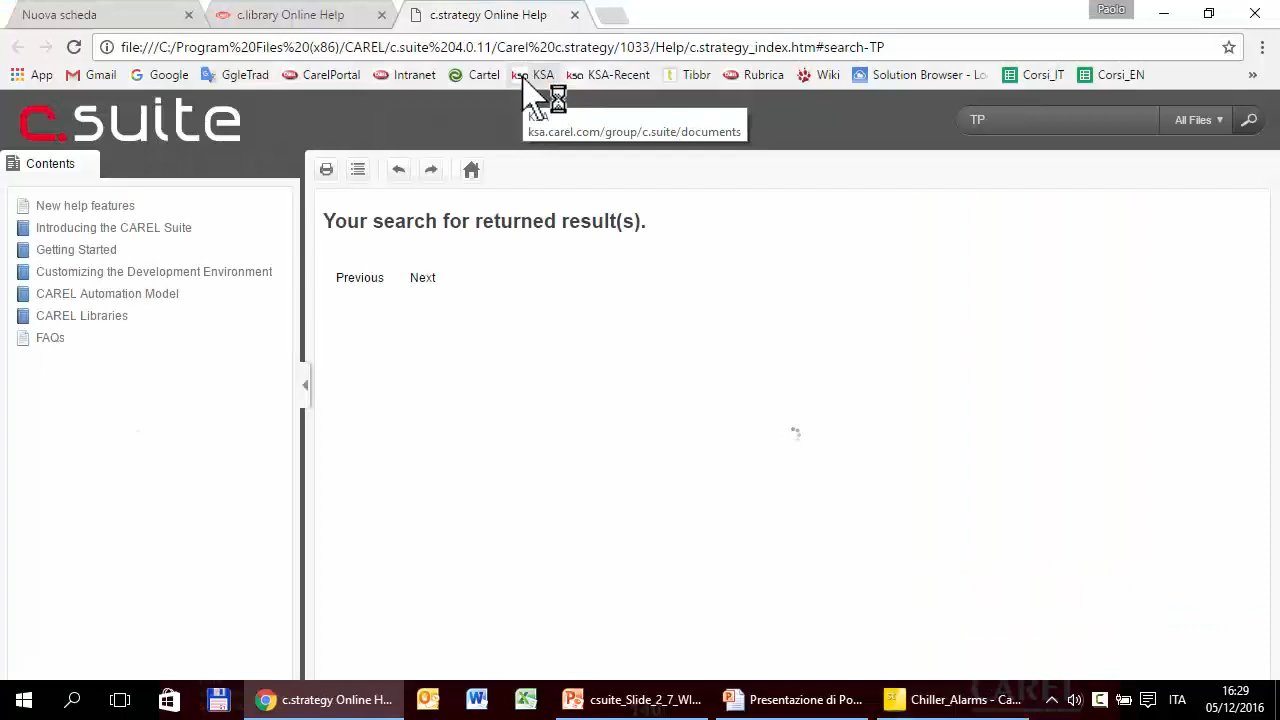 Nuova scheda
c.library Online Help
c.strategy Online Help
Paolo
file:///C:/Program%20Files%20(x86)/CAREL/c.suite%204.0.11/Carel%20c.strategy/1033/Help/c.strategy_index.htm#search-TP
App
Gmail
Google
GgleTrad
CarelPortal
Intranet
Cartel
KSA
KSA-Recent
Tibbr
Rubrica
Wiki
Solution Browser - Lo
Corsi_IT
Corsi_EN
c.suite
KSA
ksa.carel.com/group/c.suite/documents
TP
All Files
Contents
New help features
Introducing the CAREL Suite
Getting Started
Customizing the Development Environment
CAREL Automation Model
CAREL Libraries
FAQs
Your search for returned result(s).
Previous
Next
c.strategy Online H...
csuite_Slide_2_7_WI...
Presentazione di Po...
Chiller_Alarms - Ca...
ITA
16:29
05/12/2016